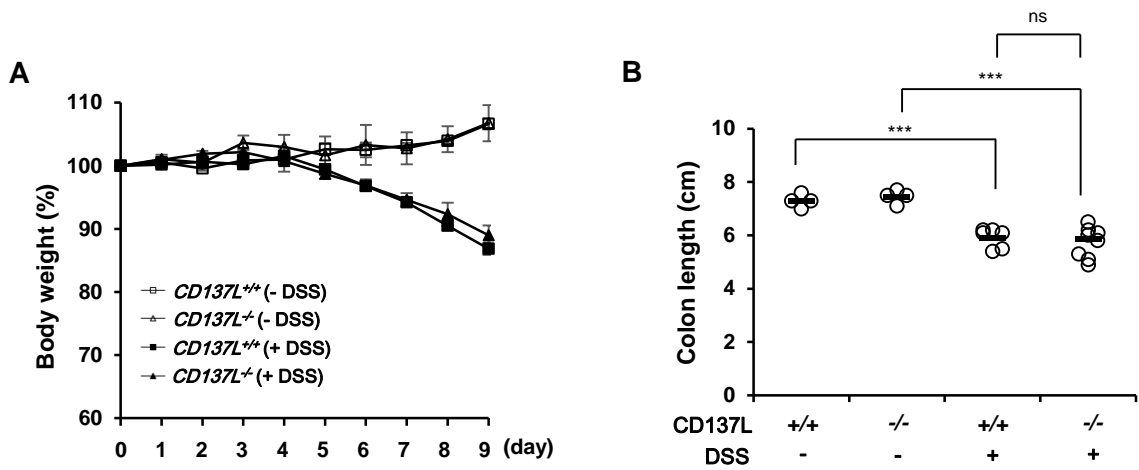 A
110
100
90
80
70
60
Body weight (%)
CD137L+/+ (- DSS)
CD137L-/- (- DSS)
CD137L+/+ (+ DSS)
CD137L-/- (+ DSS)
0 1 2 3 4 5 6 7 8 9 (day)
B
ns
***
***
10
8
6
4
2
0
Colon length (cm)
CD137L +/+ -/- +/+ -/-
DSS - - + +